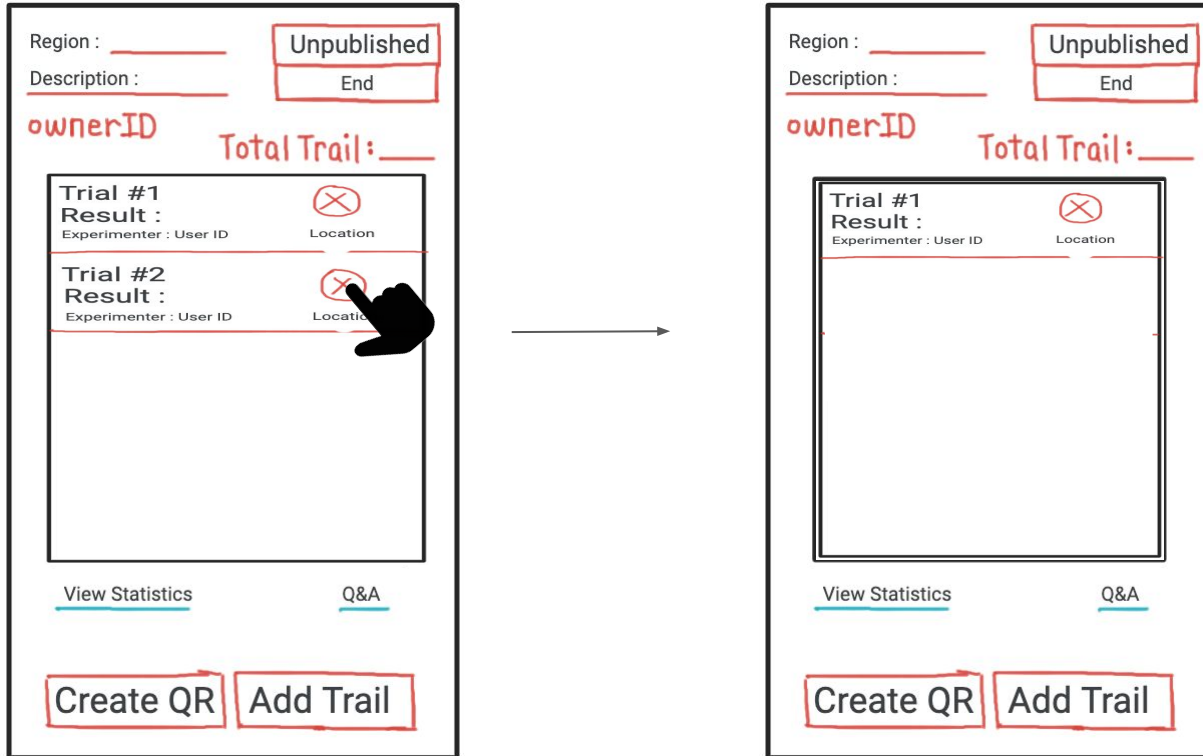 Region :
Unpublished
Description :
End
ownerID
Total Trail :
Trial #1
Result :
Experimenter : User ID
Location
Trial #2
Result :
Experimenter : User ID
Locatio
View Statistics
Q&A
Create QR
Add Trail
Region :
Unpublished
Description :
End
ownerID
Total Trail :
Trial #1
Result :
Experimenter : User ID
Location
View Statistics
Q&A
Create QR
Add Trail